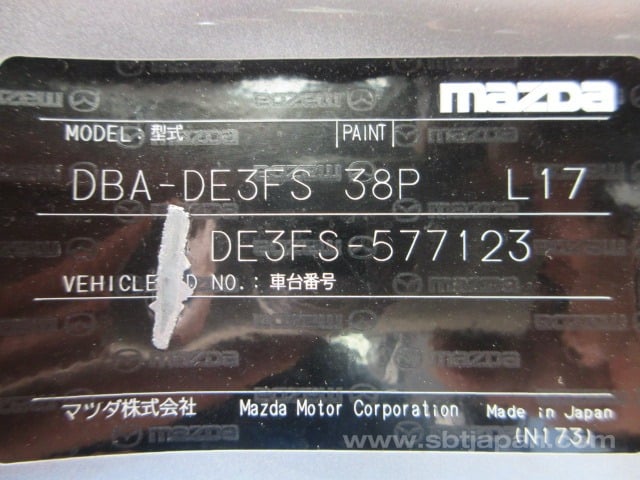 mazda
MODEL : 型式 PAINT
DBA-DE3FS 38P L17
DE3FS-577123
VEHICLE D NO.: 車台番号
マツダ株式会社 Mazda Motor Corporation Made in Japan
(N173)
www.sbtjapan.com